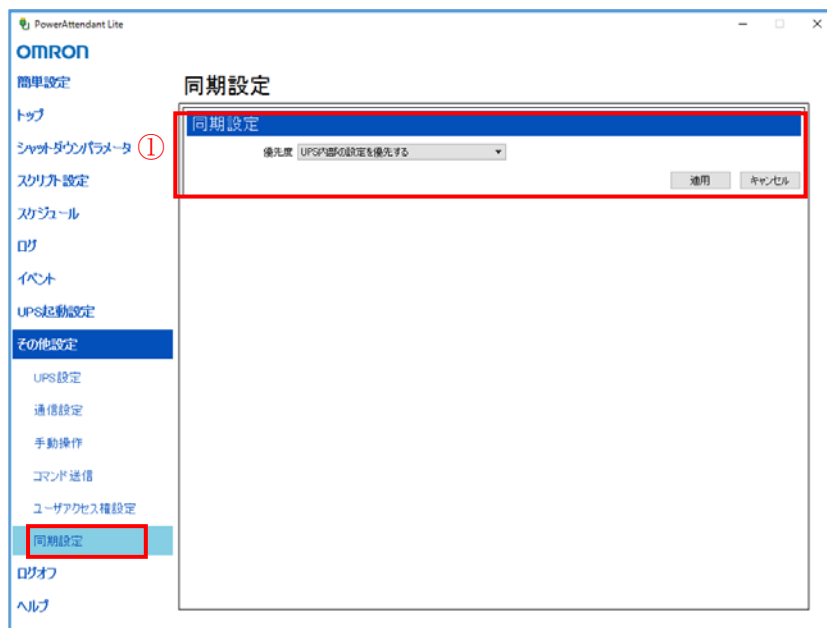 PowerAttendant Lite
OMRON
簡単設定
トップ
シャットダウンパラメータ
スクリプト設定
スケジュール
ログ
イベント
UPS起動設定
その他設定
UPS設定
通信設定
手動操作
コマンド送信
ユーザアクセス権設定
同期設定
ログオフ
ヘルプ
同期設定
①
同期設定
優先度 UPS内部の設定を優先する
適用 キャンセル